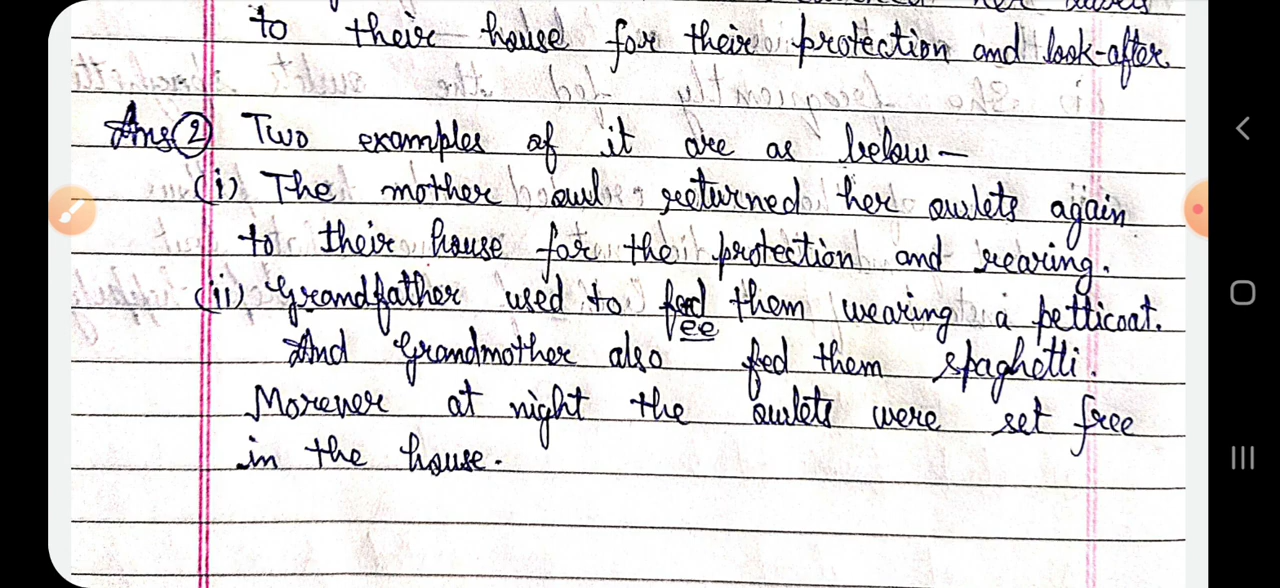 to their house for their protection and look-after.
Ans② Two examples of it are as below—
(i) The mother owl returned her owlets again
to their house for their protection and rearing.
(ii) Grandfather used to feed them wearing a petticoat.
And Grandmother also fed them spaghetti.
Morever at night the owlets were set free
in the house.